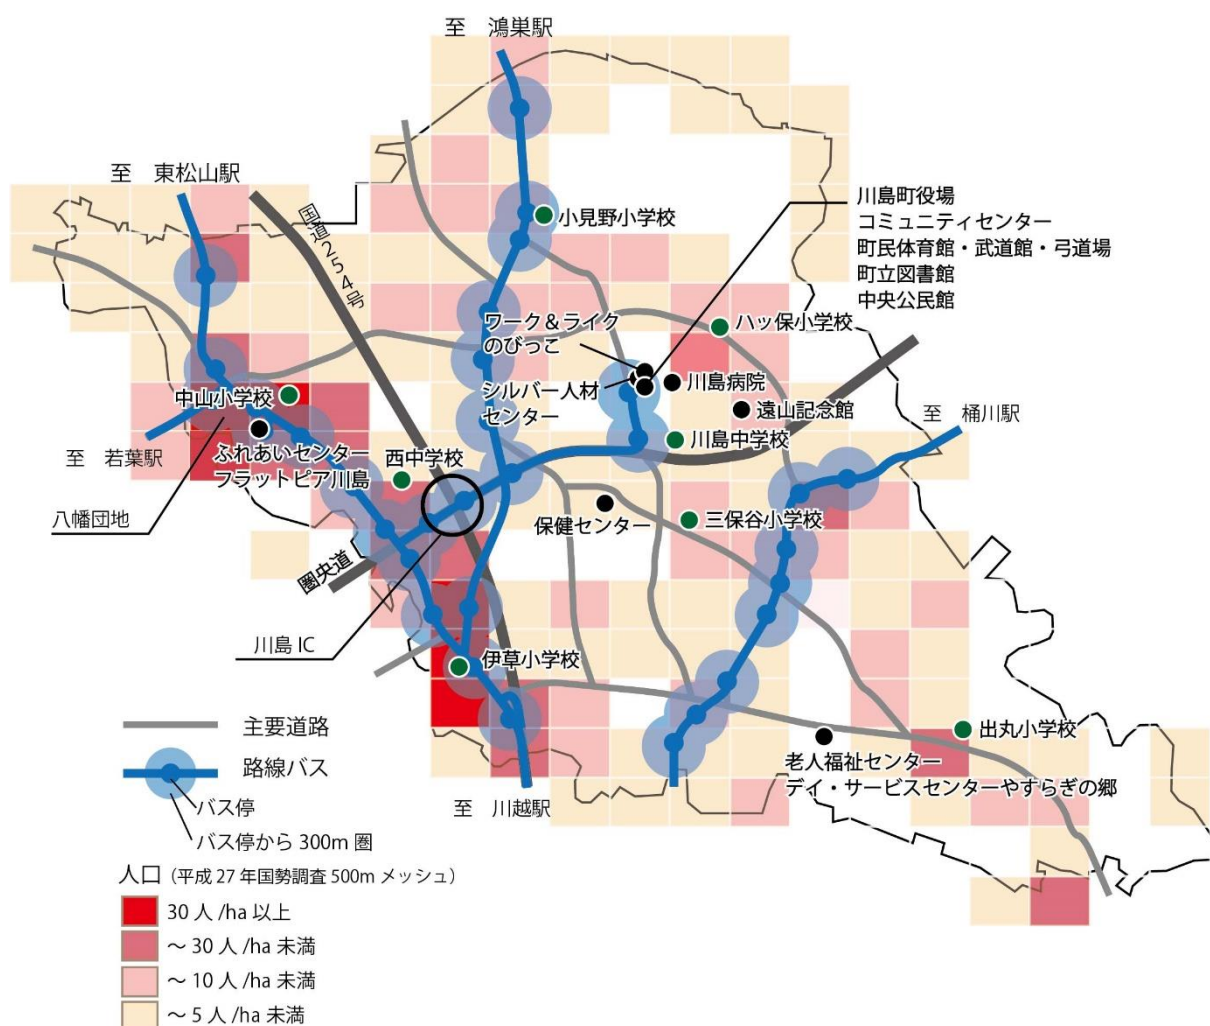 至　鴻巣駅
至　東松山駅
国道254号
小見野小学校
川島町役場
コミュニティセンター
町民体育館・武道館・弓道場
町立図書館
中央公民館
ワーク＆ライク
のびっこ
ハッ保小学校
シルバー人材
センター
川島病院
中山小学校
遠山記念館
至　桶川駅
川島中学校
ふれあいセンター
フラットピア川島
至　若葉駅
西中学校
八幡団地
保健センター
三保谷小学校
圏央道
川島 IC
伊草小学校
主要道路
出丸小学校
路線バス
老人福祉センター
デイ・サービスセンターやすらぎの郷
バス停
至　川越駅
バス停から 300m 圏
人口（平成 27 年国勢調査 500m メッシュ）
30 人 /ha 以上
～ 30 人 /ha 未満
～ 10 人 /ha 未満
～ 5 人 /ha 未満